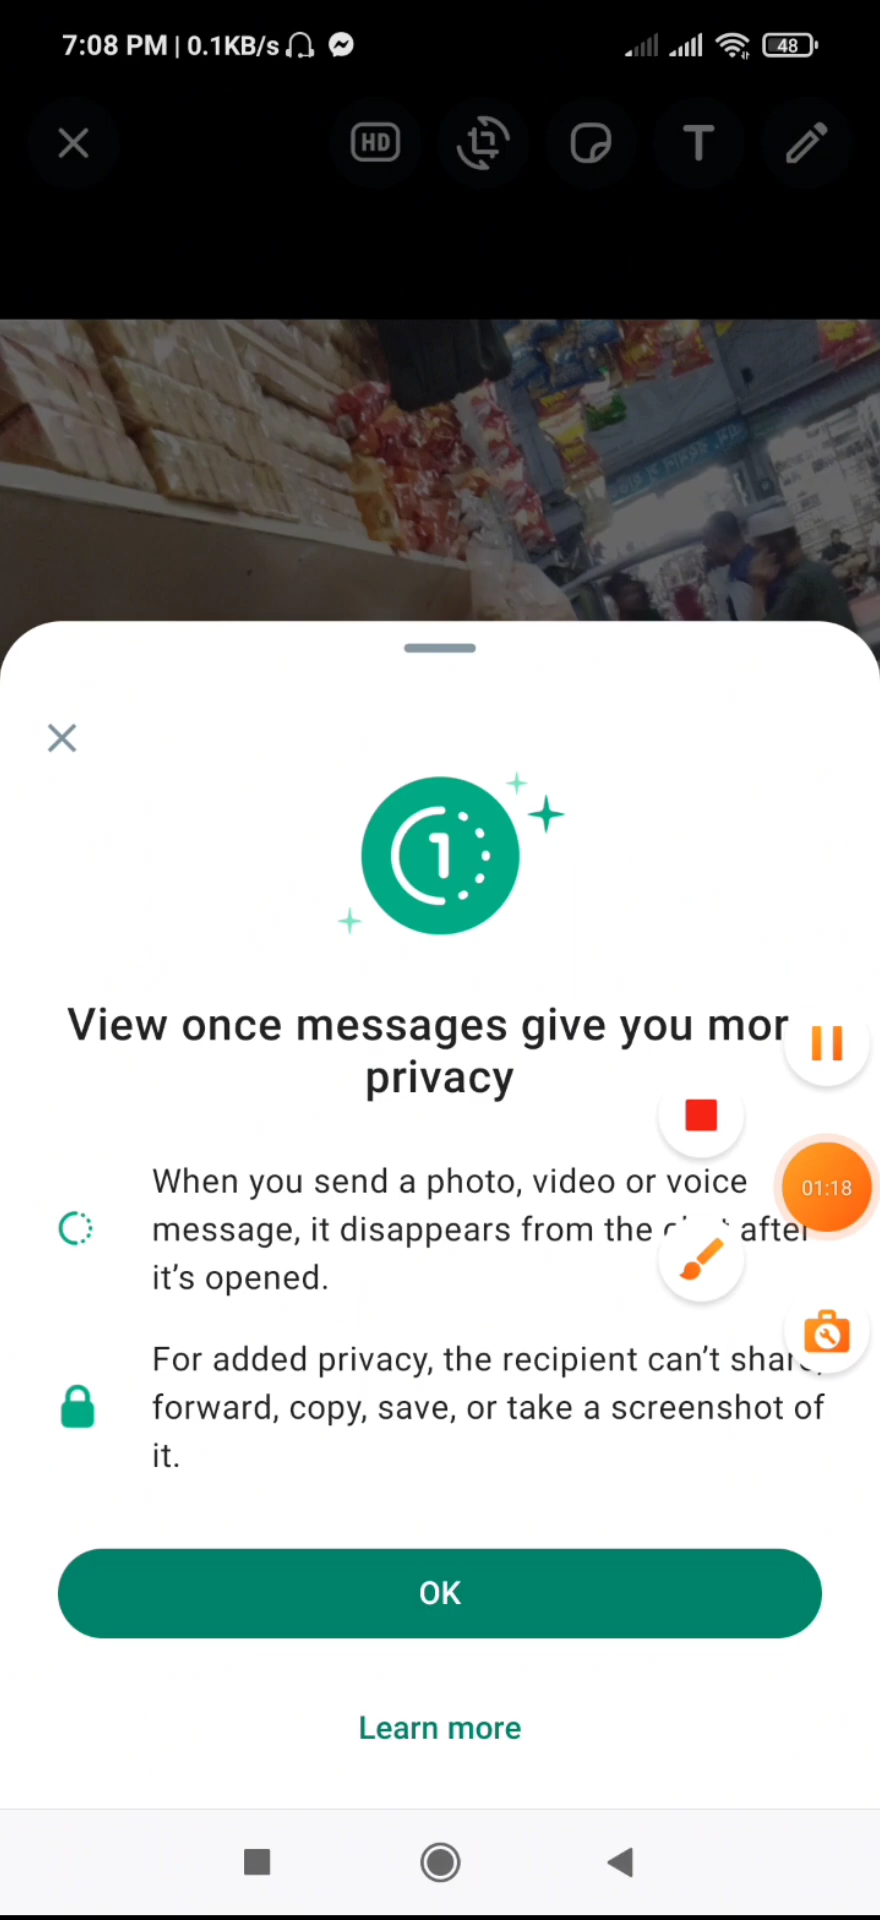 7:08 PM | 0.1KB/s
48
HD
T
1
View once messages give you mor
privacy
When you send a photo, video or voice
message, it disappears from the after
it's opened.
01:18
For added privacy, the recipient can't share,
forward, copy, save, or take a screenshot of
it.
OK
Learn more